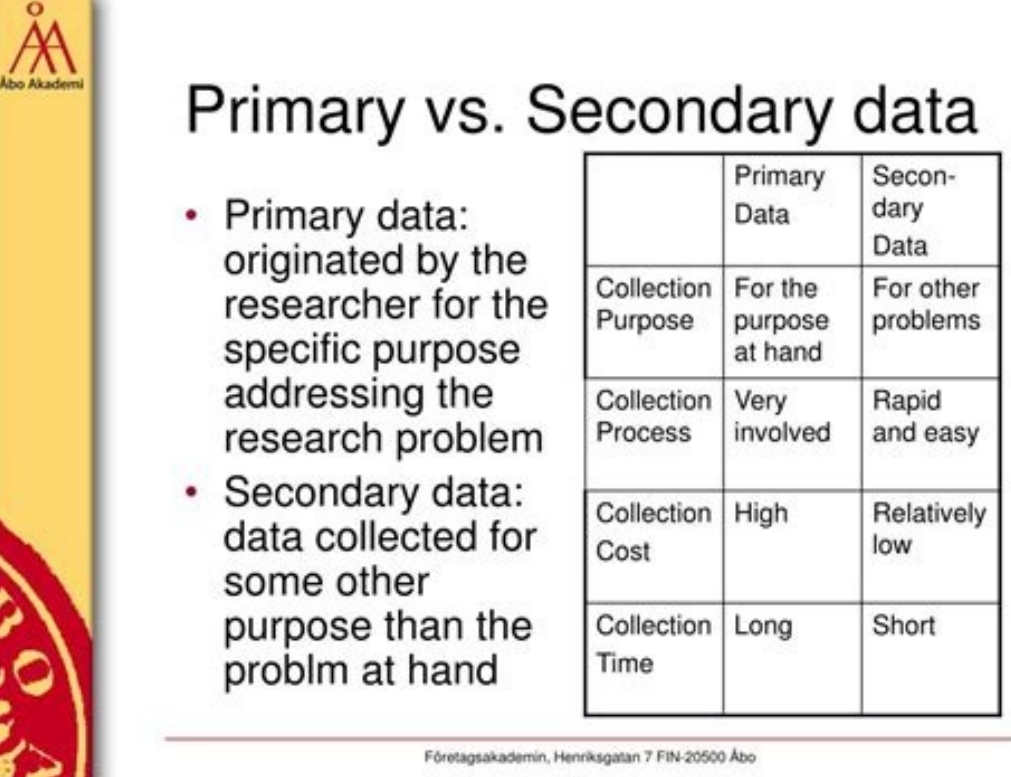 Åbo Akademi
Primary vs. Secondary data
• Primary data:
originated by the
researcher for the
specific purpose
addressing the
research problem
• Secondary data:
data collected for
some other
purpose than the
problm at hand
Primary
Data
Secon-
dary
Data
Collection
Purpose
For the
purpose
at hand
For other
problems
Collection
Process
Very
involved
Rapid
and easy
Collection
Cost
High
Relatively
low
Collection
Time
Long
Short
Företagsakademin, Henriksgatan 7 FIN-20500 Åbo